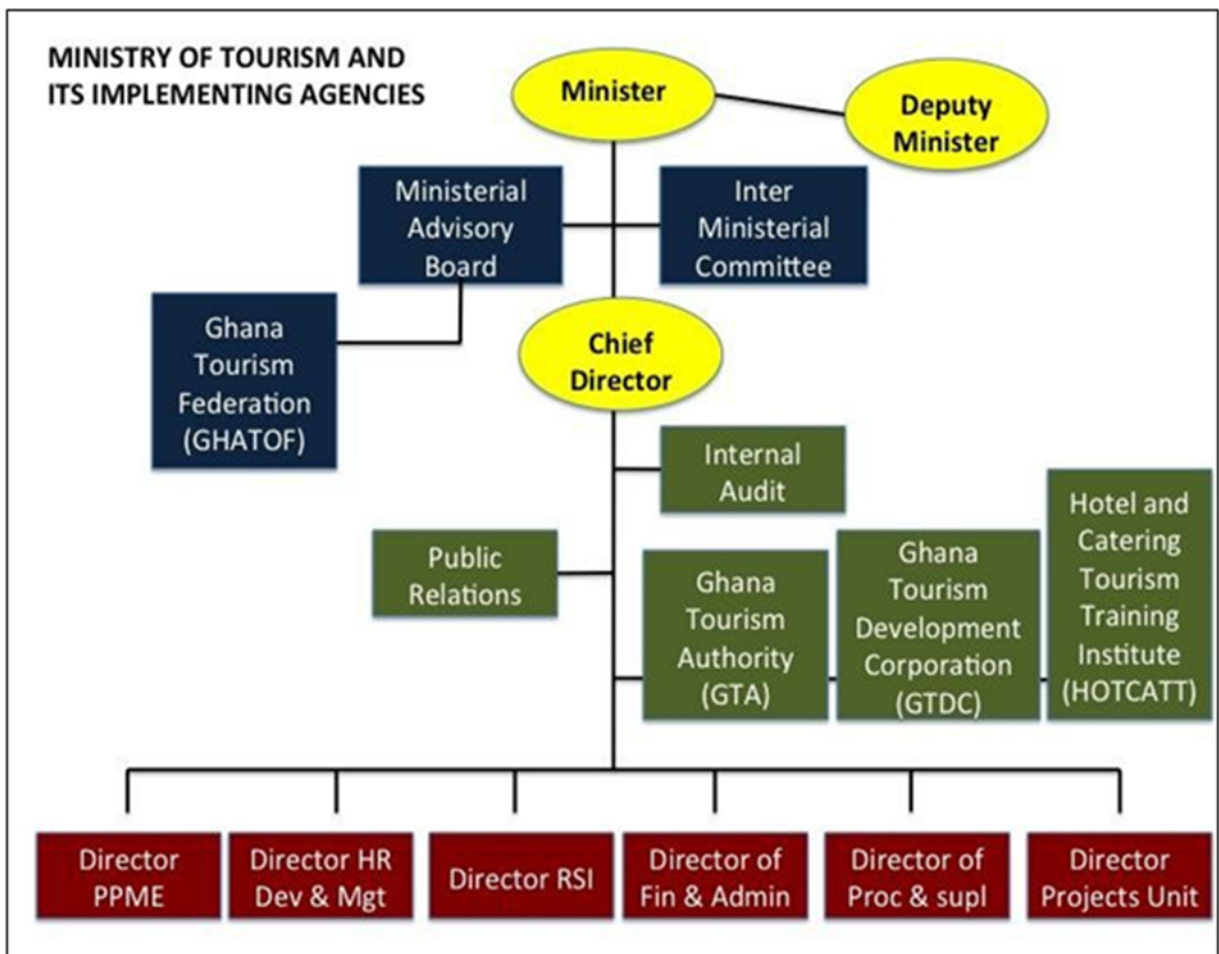 MINISTRY OF TOURISM AND
ITS IMPLEMENTING AGENCIES
Minister
Deputy
Minister
Ministerial
Advisory
Board
Inter
Ministerial
Committee
Ghana
Tourism
Federation
(GHATOF)
Chief
Director
Internal
Audit
Public
Relations
Ghana
Tourism
Authority
(GTA)
Ghana
Tourism
Development
Corporation
(GTDC)
Hotel and
Catering
Tourism
Training
Institute
(HOTCATT)
Director
PPME
Director HR
Dev & Mgt
Director RSI
Director of
Fin & Admin
Director of
Proc & supl
Director
Projects Unit